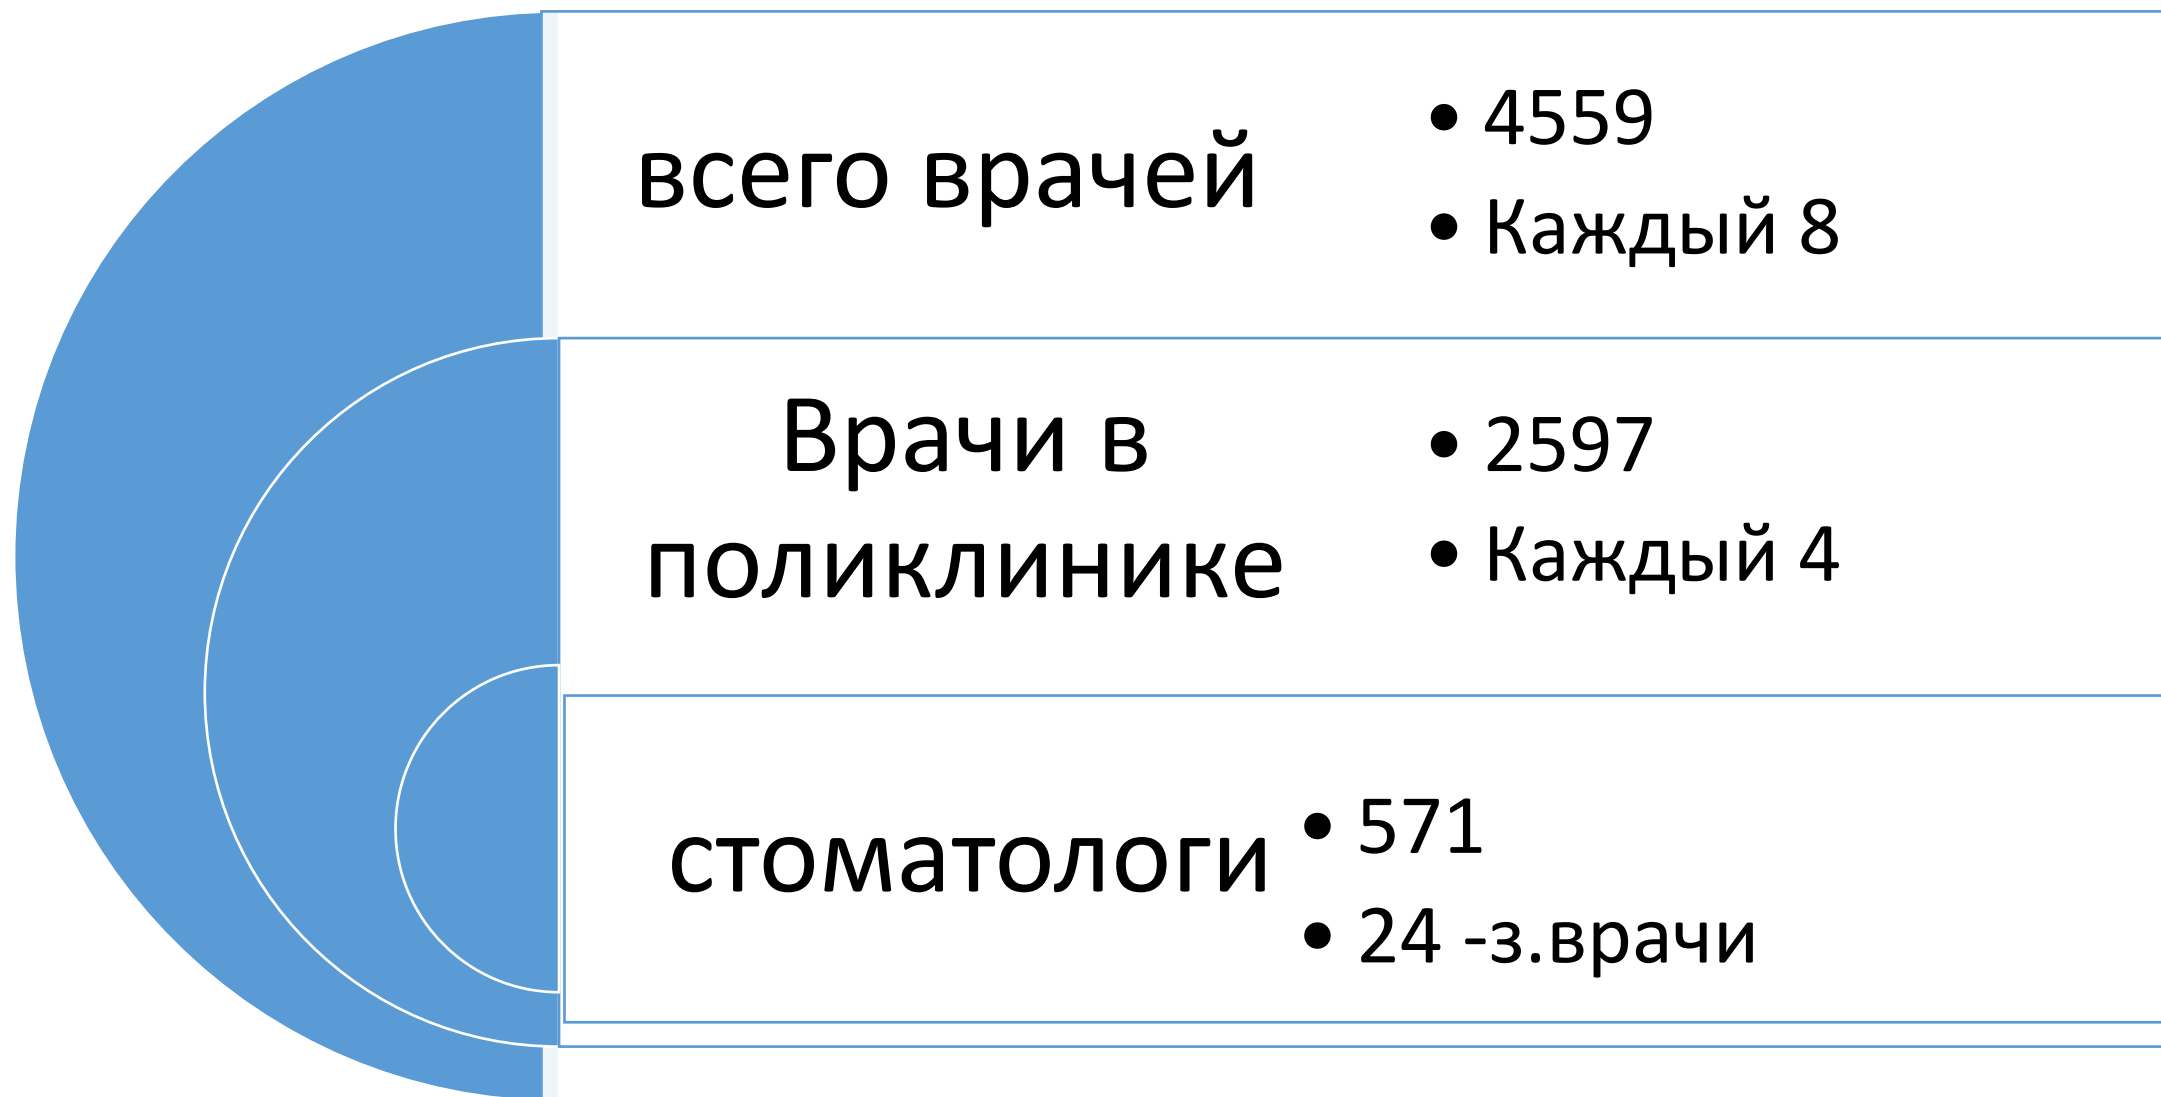 всего врачей
• 4559
• Каждый 8
Врачи в
поликлинике
• 2597
• Каждый 4
стоматологи
• 571
• 24 -з.врачи